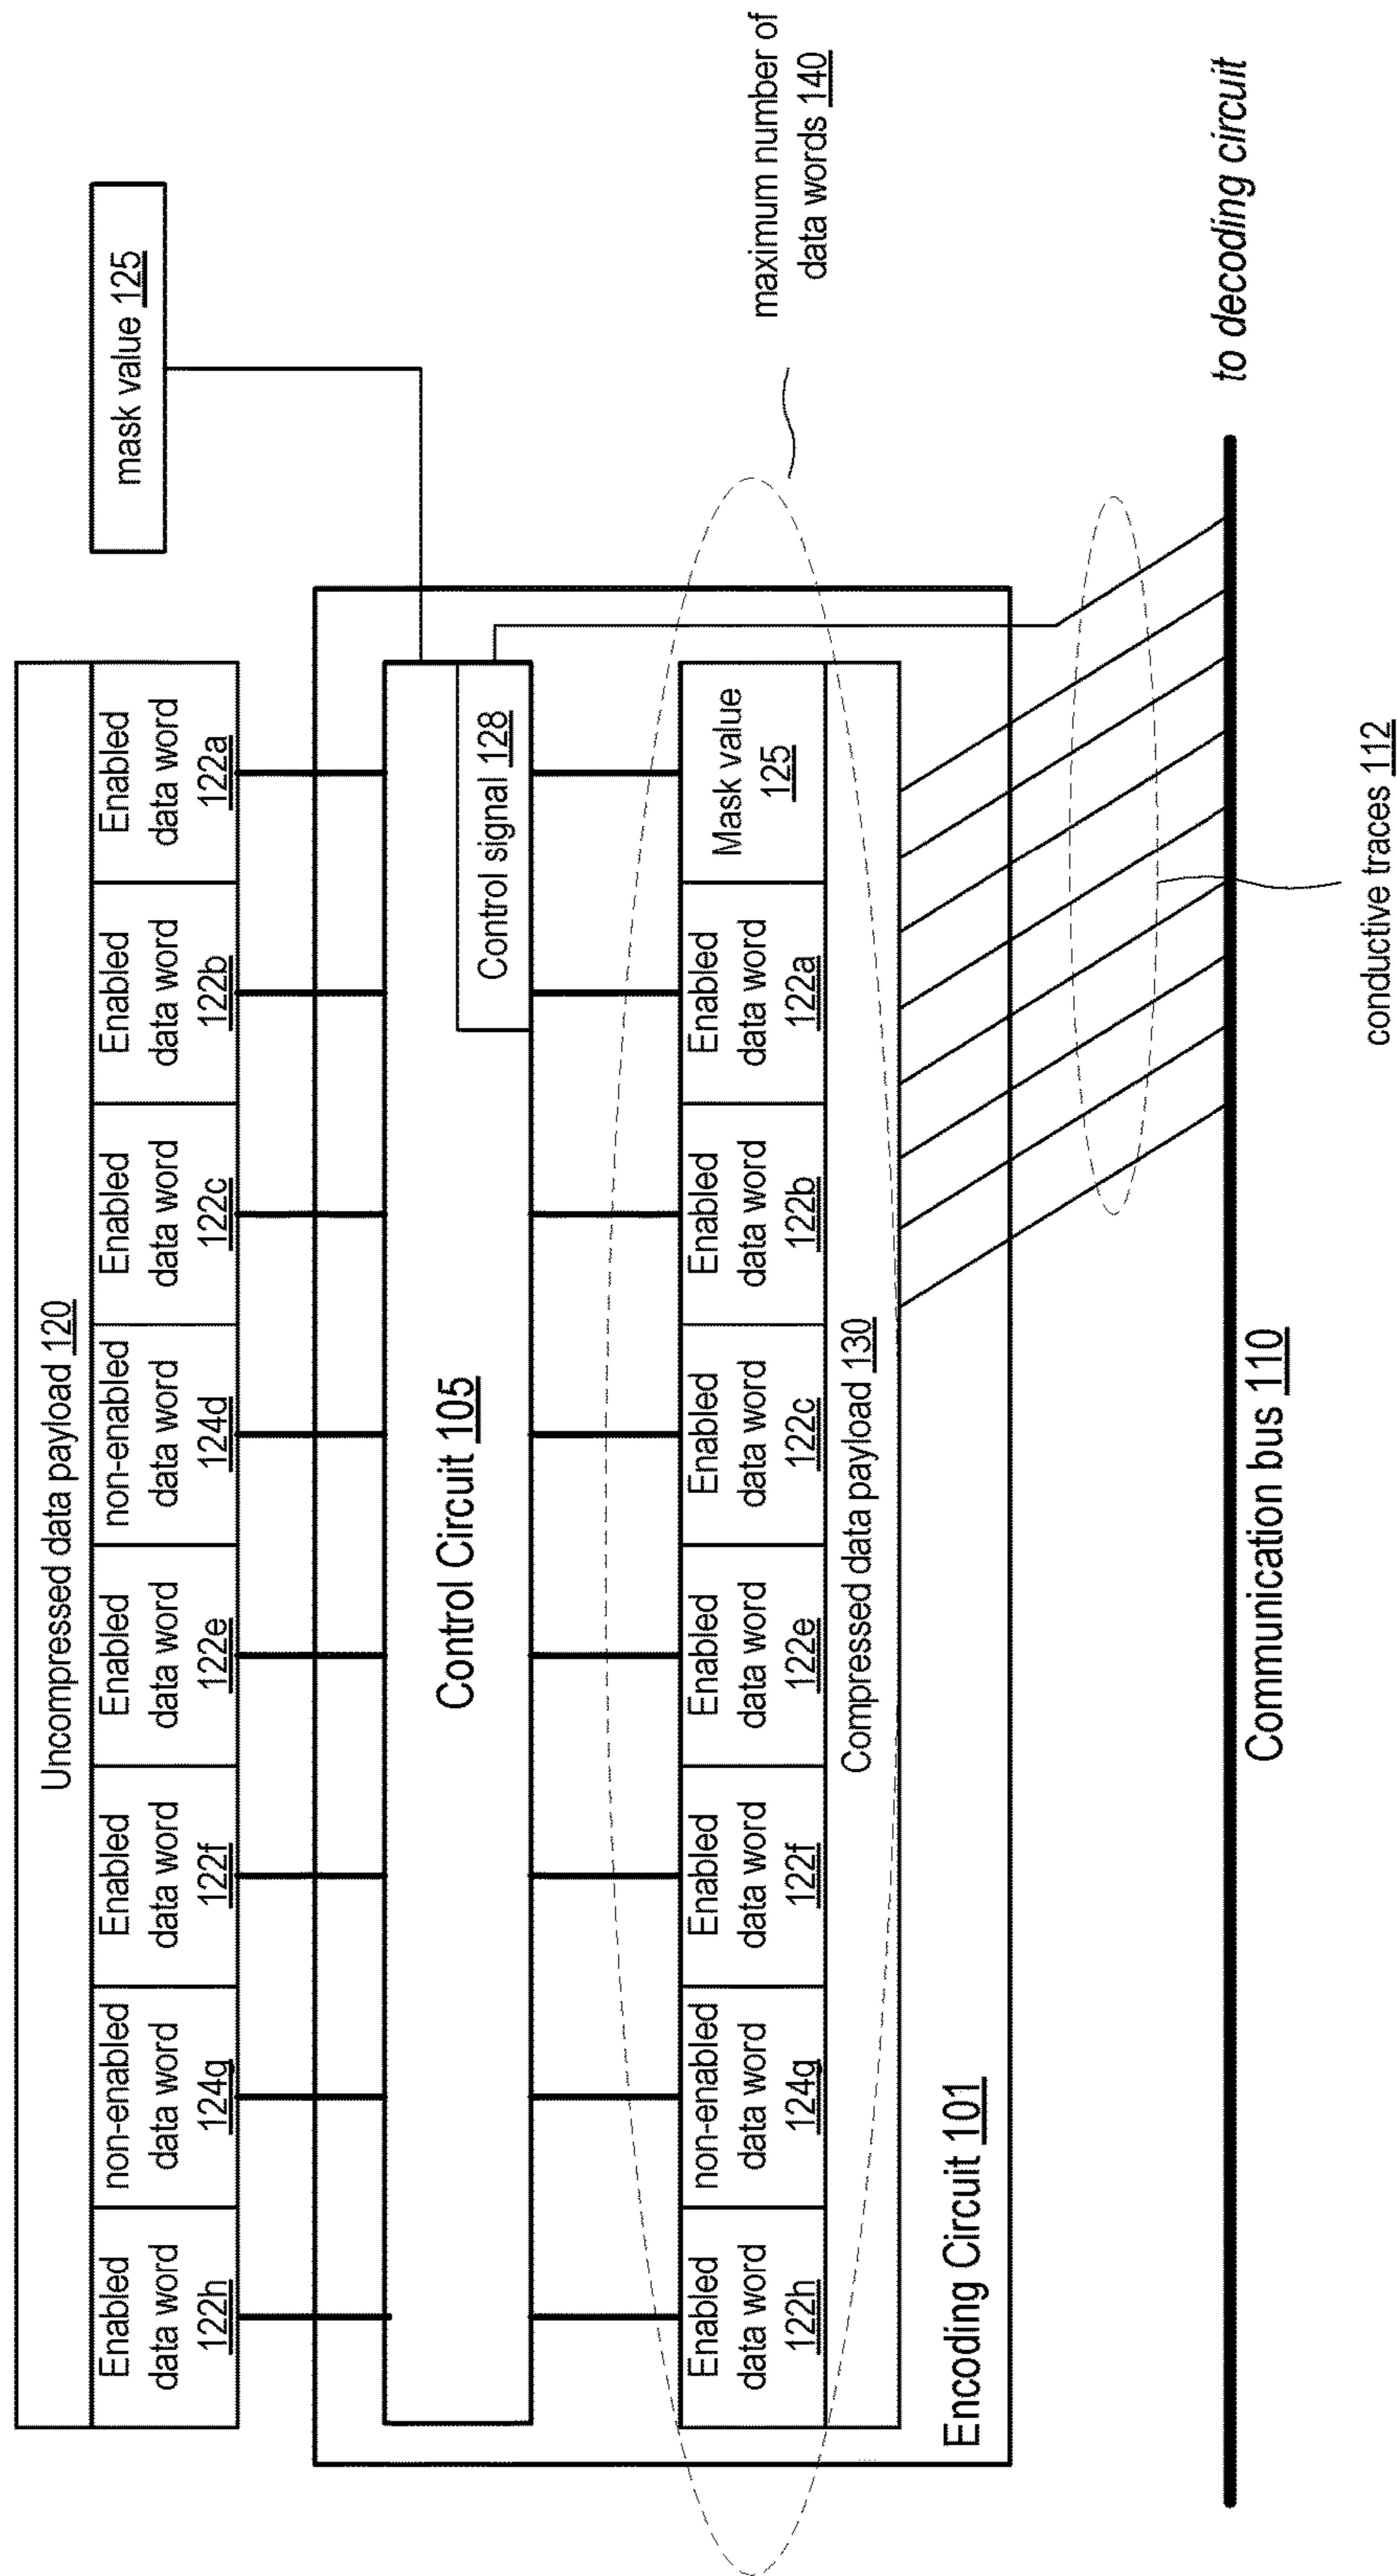 Uncompressed data payload 120
Enabled
data word
122h
non-enabled
data word
124g
Enabled
data word
122f
Enabled
data word
122e
non-enabled
data word
124d
Enabled
data word
122c
Enabled
data word
122b
Enabled
data word
122a
mask value 125
Control Circuit 105
Control signal 128
maximum number of
data words 140
Enabled
data word
122h
non-enabled
data word
124g
Enabled
data word
122f
Enabled
data word
122e
Enabled
data word
122c
Enabled
data word
122b
Enabled
data word
122a
Mask value
125
Compressed data payload 130
Encoding Circuit 101
to decoding circuit
Communication bus 110
conductive traces 112